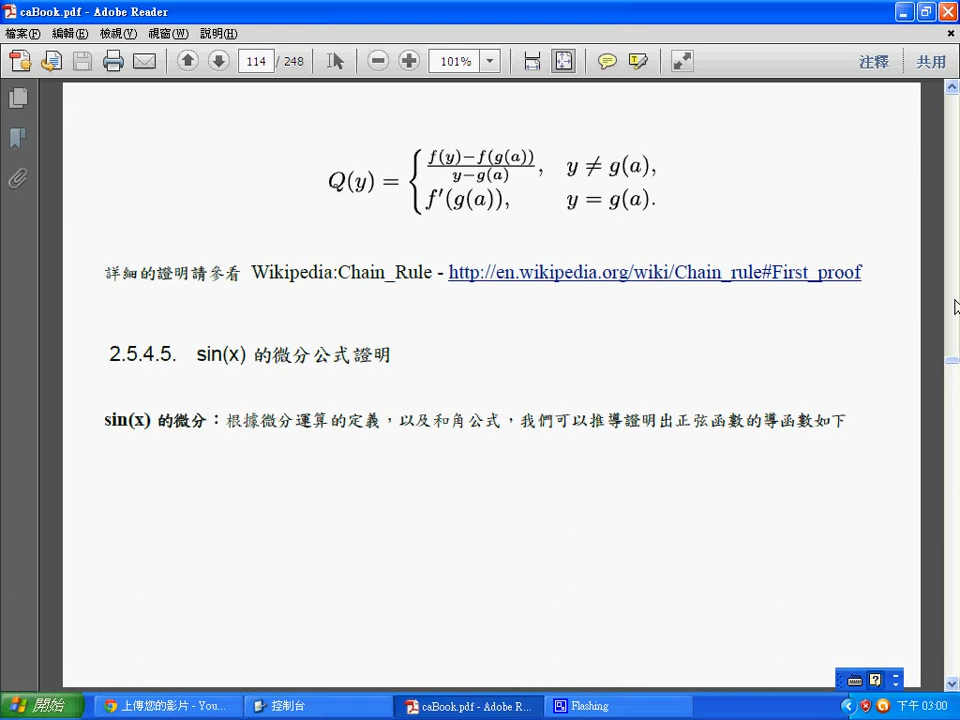 caBook.pdf - Adobe Reader
檔案(F) 編輯(E) 檢視(V) 視窗(W) 說明(H)
114 / 248 101% 注釋 共用
Q(y) = { f(y)−f(g(a)) / y−g(a), y ≠ g(a),
f′(g(a)), y = g(a).
詳細的證明請參看 Wikipedia:Chain_Rule - http://en.wikipedia.org/wiki/Chain_rule#First_proof
2.5.4.5. sin(x) 的微分公式證明
sin(x) 的微分：根據微分運算的定義，以及和角公式，我們可以推導證明出正弦函數的導函數如下
開始 上傳您的影片 - You... 控制台 caBook.pdf - Adobe R... Flashing 下午 03:00